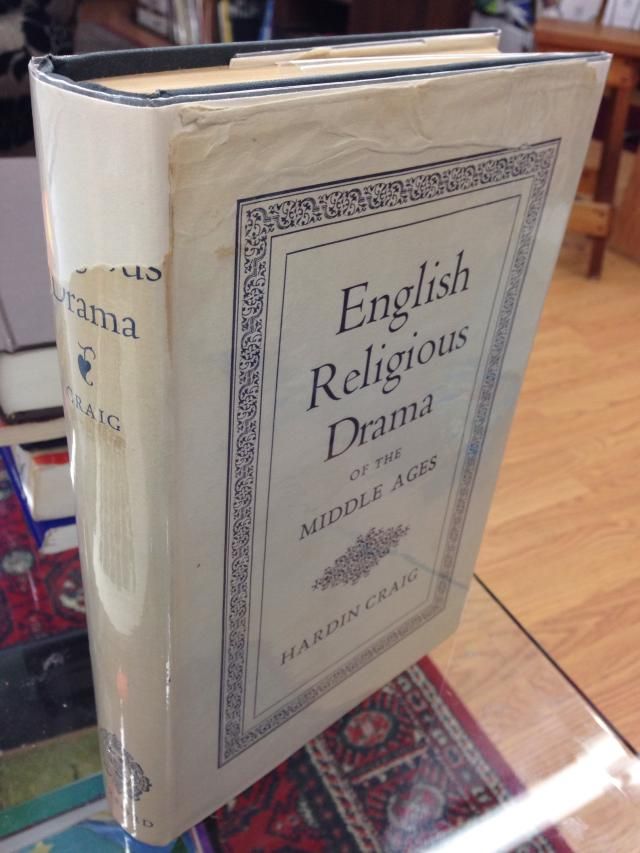 English
Religious
Drama
OF THE
MIDDLE AGES
HARDIN CRAIG
Drama
CRAIG